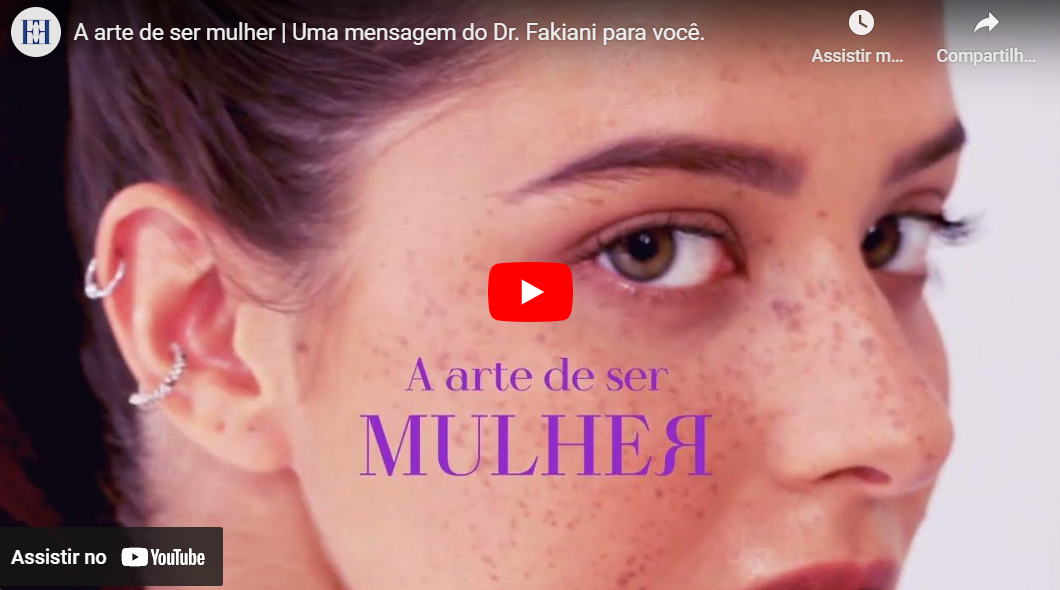 A arte de ser mulher | Uma mensagem do Dr. Fakiani para você.
Assistir m...
Compartilh...
A arte de ser
MULHEЯ
Assistir no YouTube